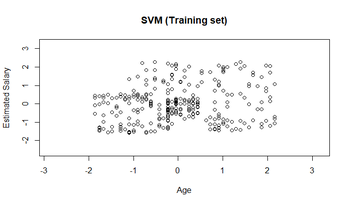 SVM (Training set)
Estimated Salary
3
2
1
0
-1
-2
-3 -2 -1 0 1 2 3
Age